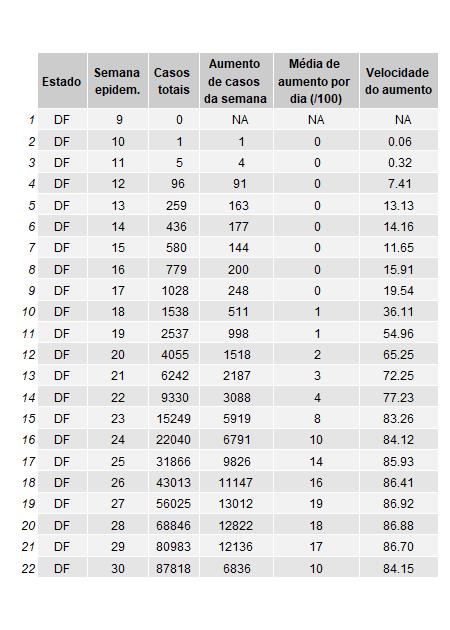 Estado Semana epidem. Casos totais Aumento de casos da semana Média de aumento por dia (/100) Velocidade do aumento
1 DF 9 0 NA NA NA
2 DF 10 1 1 0 0.06
3 DF 11 5 4 0 0.32
4 DF 12 96 91 0 7.41
5 DF 13 259 163 0 13.13
6 DF 14 436 177 0 14.16
7 DF 15 580 144 0 11.65
8 DF 16 779 200 0 15.91
9 DF 17 1028 248 0 19.54
10 DF 18 1538 511 1 36.11
11 DF 19 2537 998 1 54.96
12 DF 20 4055 1518 2 65.25
13 DF 21 6242 2187 3 72.25
14 DF 22 9330 3088 4 77.23
15 DF 23 15249 5919 8 83.26
16 DF 24 22040 6791 10 84.12
17 DF 25 31866 9826 14 85.93
18 DF 26 43013 11147 16 86.41
19 DF 27 56025 13012 19 86.92
20 DF 28 68846 12822 18 86.88
21 DF 29 80983 12136 17 86.70
22 DF 30 87818 6836 10 84.15